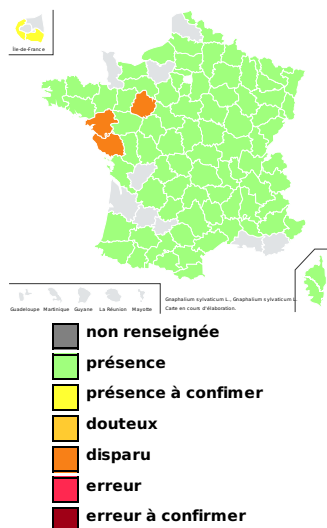 Île-de-France
Guadeloupe Martinique Guyane La Réunion Mayotte
Gnaphalium sylvaticum L., Gnaphalium sylvaticum L.
Carte en cours d'élaboration.
non renseignée
présence
présence à confimer
douteux
disparu
erreur
erreur à confirmer